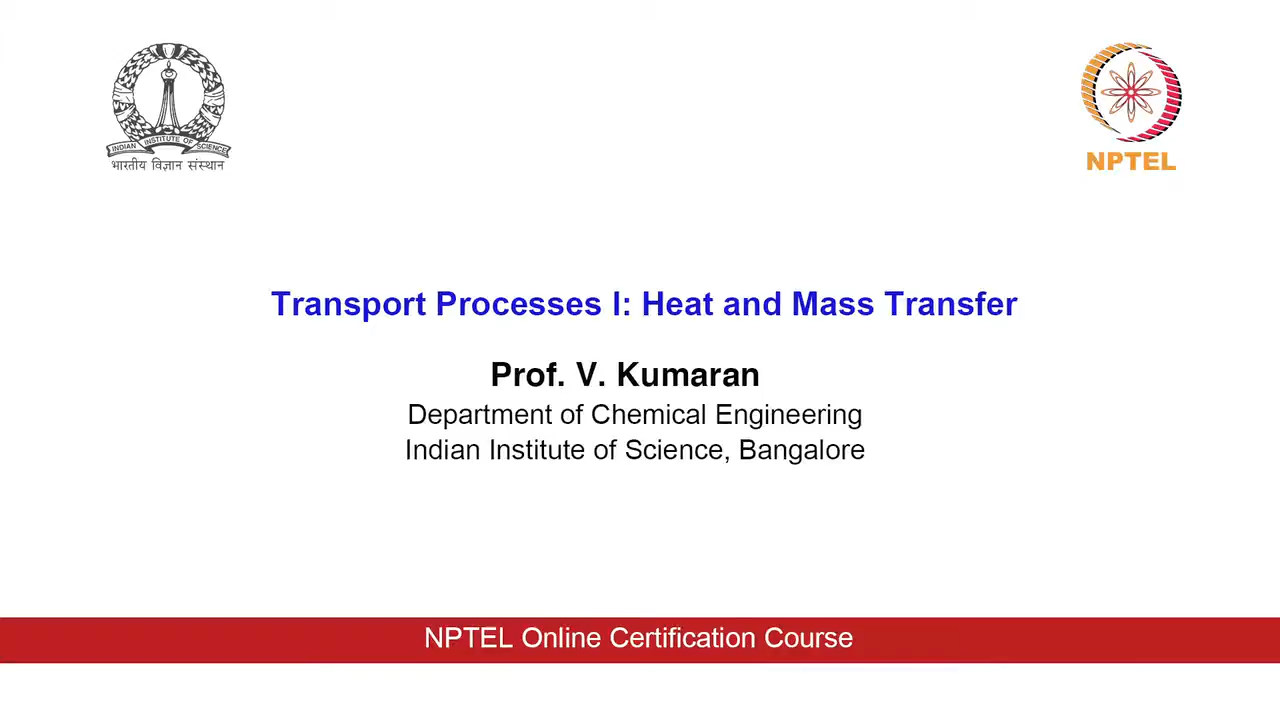 INDIAN INSTITUTE OF SCIENCE
भारतीय विज्ञान संस्थान
NPTEL
Transport Processes I: Heat and Mass Transfer
Prof. V. Kumaran
Department of Chemical Engineering
Indian Institute of Science, Bangalore
NPTEL Online Certification Course